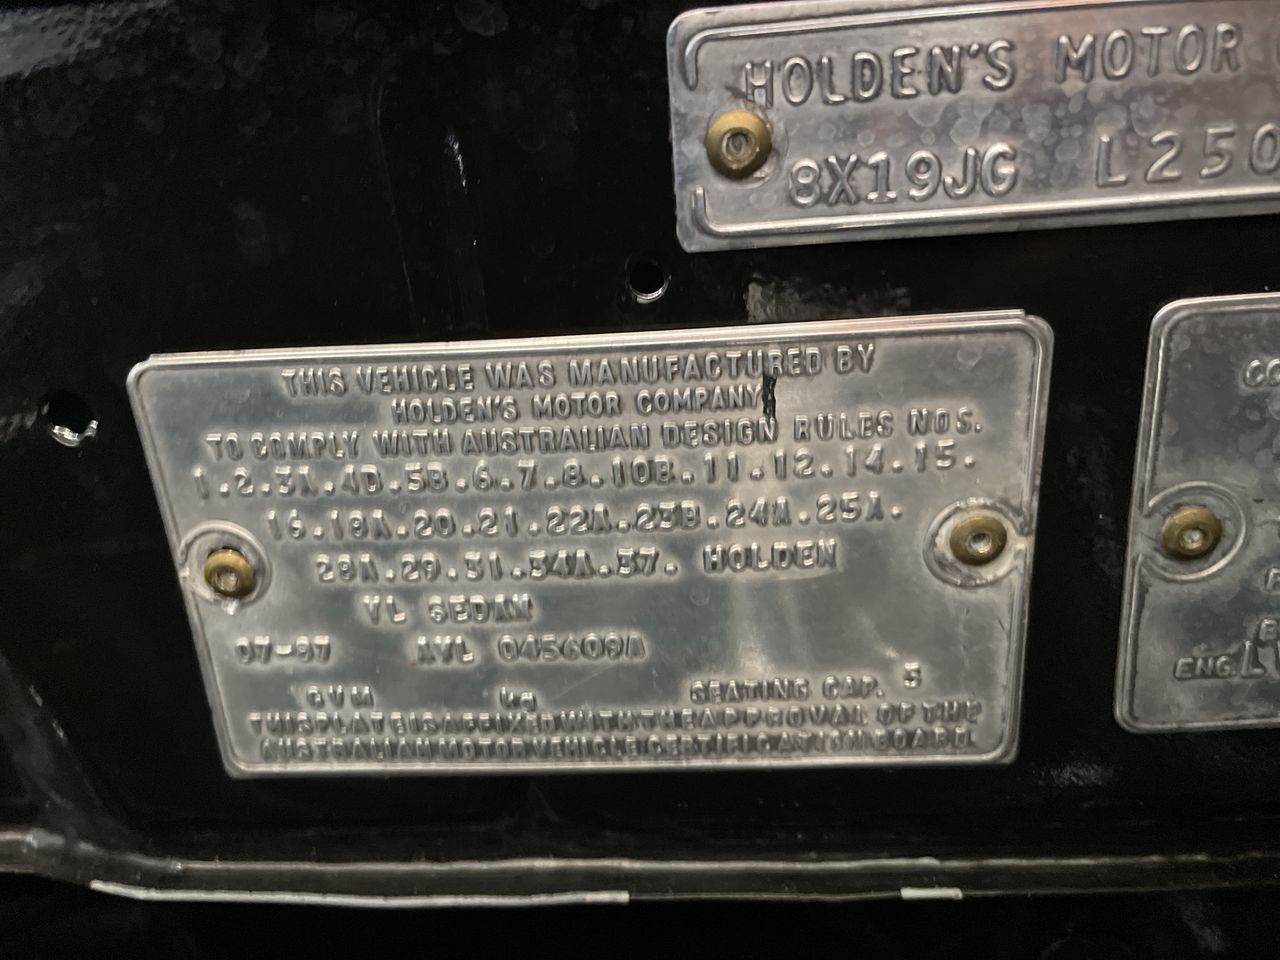 HOLDEN'S MOTOR
8X19JG L250
THIS VEHICLE WAS MANUFACTURED BY
HOLDEN'S MOTOR COMPANY
TO COMPLY WITH AUSTRALIAN DESIGN RULES NOS.
1.2.3A.4D.5B.6.7.8.10B.11.12.14.15.
16.18A.20.21.22A.23B.24A.25A.
28A.29.31.34A.37. HOLDEN
VL SEDAN
07-87 AVL 045609A
GVM kg SEATING CAP. 5
THIS PLATE IS AFFIXED WITH THE APPROVAL OF THE
AUSTRALIAN MOTOR VEHICLE CERTIFICATION BOARD
ENG.